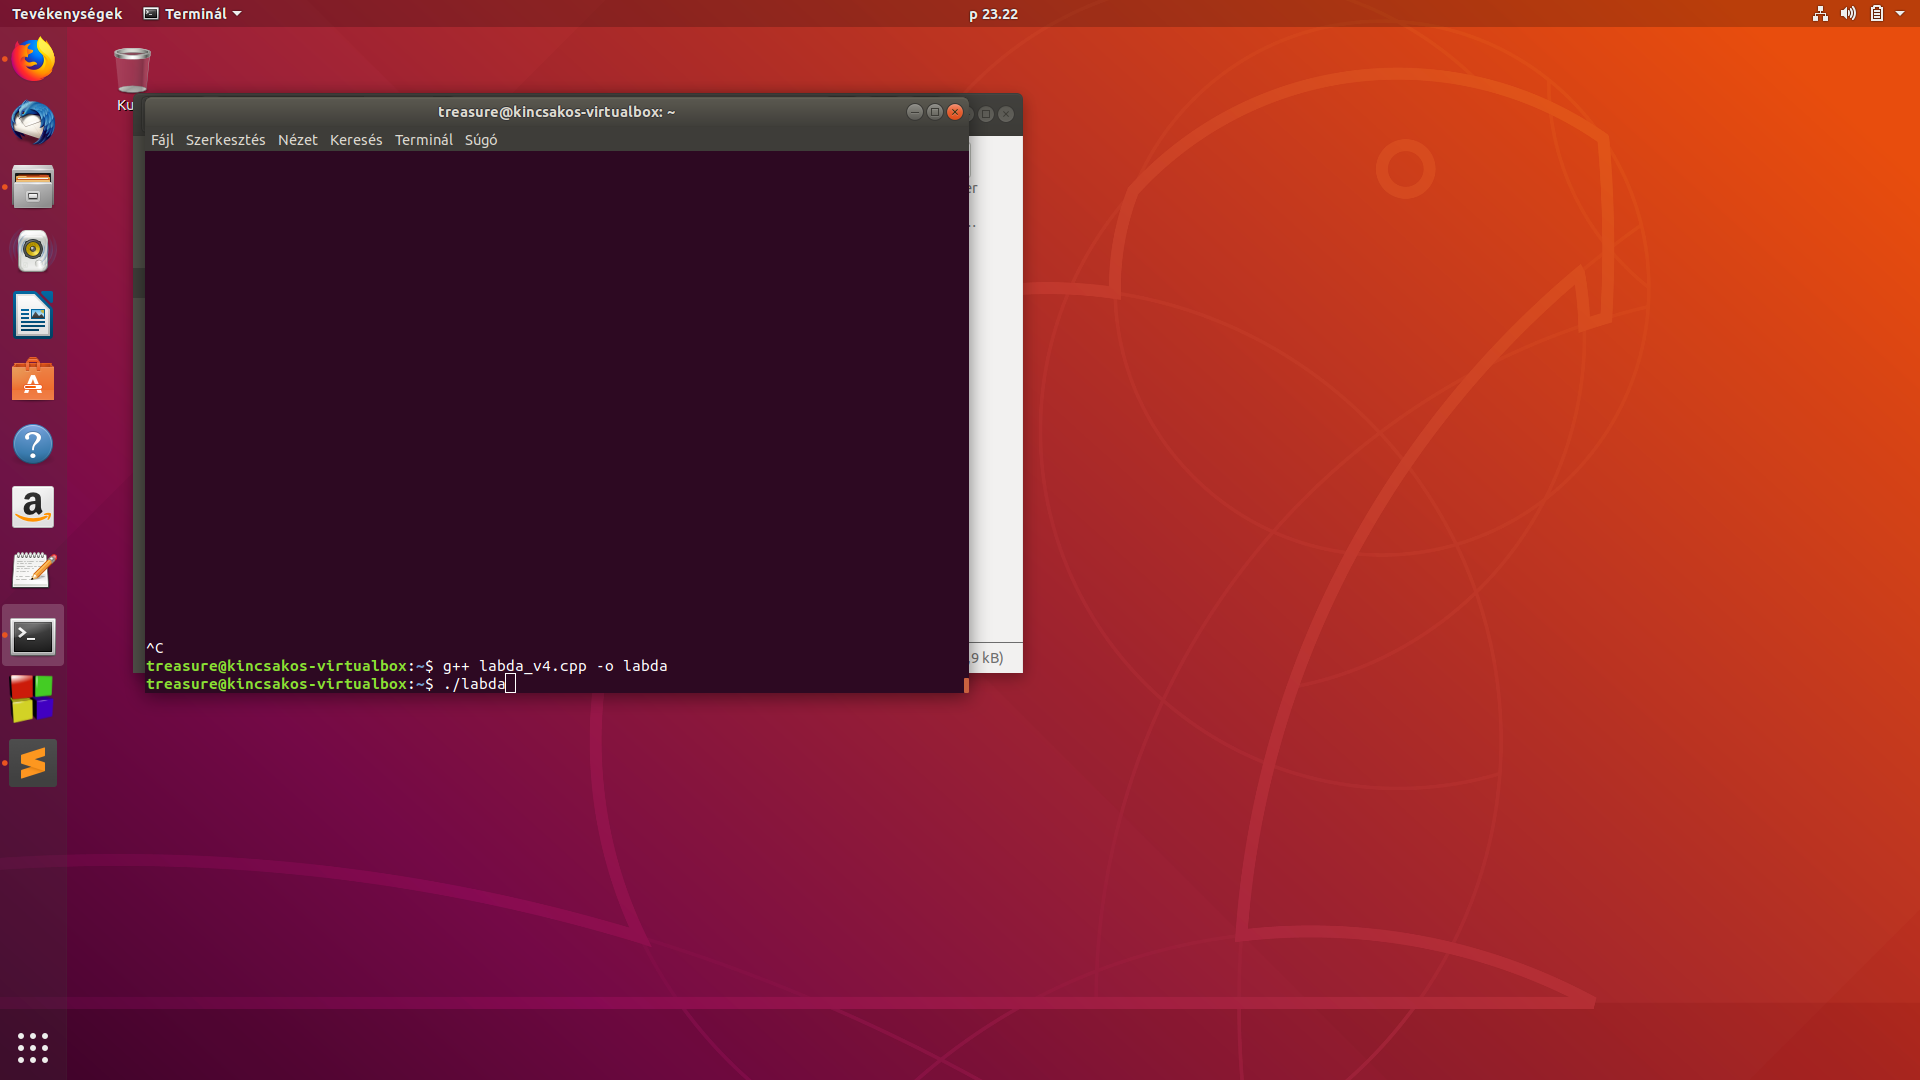 Tevékenységek
Terminál
p 23.22
Ku
treasure@kincsakos-virtualbox: ~
Fájl Szerkesztés Nézet Keresés Terminál Súgó
er
..
^C
treasure@kincsakos-virtualbox:~$ g++ labda_v4.cpp -o labda
treasure@kincsakos-virtualbox:~$ ./labda
,9 kB)